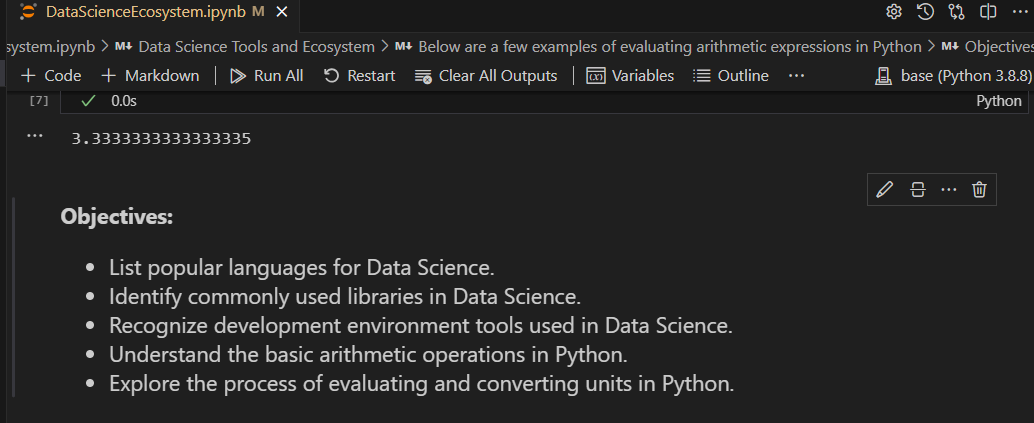 DataScienceEcosystem.ipynb M
system.ipynb > M↓ Data Science Tools and Ecosystem > M↓ Below are a few examples of evaluating arithmetic expressions in Python > M↓ Objectives
+ Code + Markdown | Run All Restart Clear All Outputs | Variables Outline ... base (Python 3.8.8)
[7] ✓ 0.0s Python
... 3.3333333333333335
Objectives:
• List popular languages for Data Science.
• Identify commonly used libraries in Data Science.
• Recognize development environment tools used in Data Science.
• Understand the basic arithmetic operations in Python.
• Explore the process of evaluating and converting units in Python.